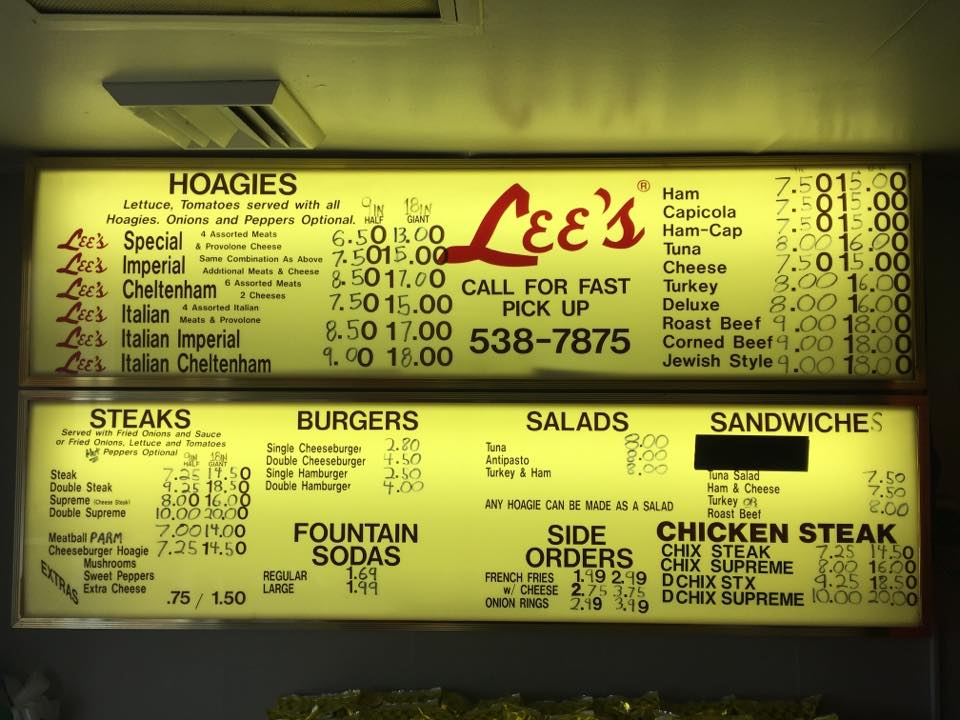 HOAGIES
Lettuce, Tomatoes served with all
Hoagies. Onions and Peppers Optional.
9IN HALF 18IN GIANT
Lee's Special 4 Assorted Meats & Provolone Cheese 6.50 13.00
Lee's Imperial Same Combination As Above Additional Meats & Cheese 7.50 15.00
Lee's Cheltenham 6 Assorted Meats 2 Cheeses 8.50 17.00
Lee's Italian 4 Assorted Italian Meats & Provolone 7.50 15.00
Lee's Italian Imperial 8.50 17.00
Lee's Italian Cheltenham 9.00 18.00
Lee's ®
CALL FOR FAST
PICK UP
538-7875
Ham 7.50 15.00
Capicola 7.50 15.00
Ham-Cap 7.50 15.00
Tuna 8.00 16.00
Cheese 7.50 15.00
Turkey 8.00 16.00
Deluxe 8.00 16.00
Roast Beef 9.00 18.00
Corned Beef 9.00 18.00
Jewish Style 9.00 18.00
STEAKS
Served with Fried Onions and Sauce
or Fried Onions, Lettuce and Tomatoes
Hot Peppers Optional
9IN HALF 18IN GIANT
Steak 7.25 14.50
Double Steak 9.25 18.50
Supreme (Cheese Steak) 8.00 16.00
Double Supreme 10.00 20.00
Meatball PARM 7.00 14.00
Cheeseburger Hoagie 7.25 14.50
EXTRAS
Mushrooms
Sweet Peppers
Extra Cheese
.75 / 1.50
BURGERS
Single Cheeseburger 2.80
Double Cheeseburger 4.50
Single Hamburger 2.50
Double Hamburger 4.00
FOUNTAIN
SODAS
REGULAR 1.69
LARGE 1.99
SALADS
Tuna 8.00
Antipasto 8.00
Turkey & Ham 8.00
ANY HOAGIE CAN BE MADE AS A SALAD
SIDE
ORDERS
FRENCH FRIES 1.99 2.99
w/ CHEESE 2.75 3.75
ONION RINGS 2.99 3.99
SANDWICHES
Tuna Salad 7.50
Ham & Cheese 7.50
Turkey OR
Roast Beef 8.00
CHICKEN STEAK
CHIX STEAK 7.25 14.50
CHIX SUPREME 8.00 16.00
DCHIX STX 9.25 18.50
DCHIX SUPREME 10.00 20.00